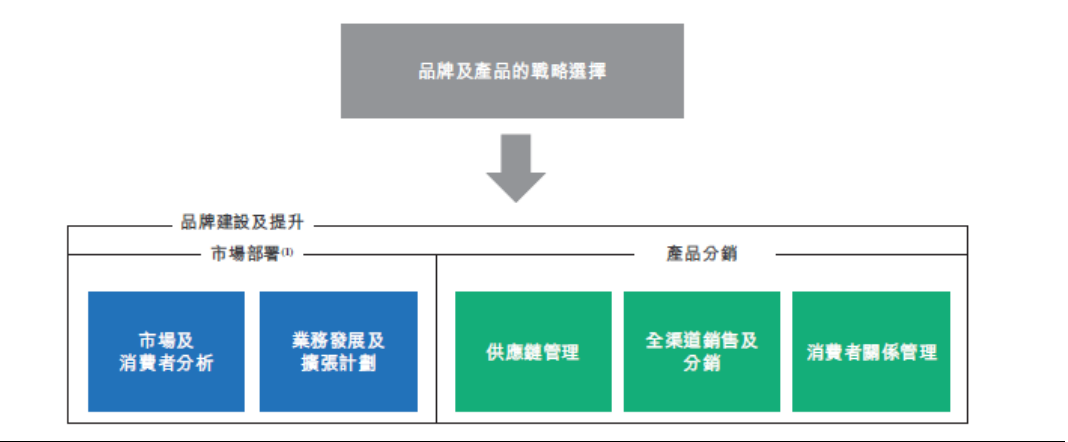 品牌及產品的戰略選擇
品牌建設及提升
市場部署(1)
產品分銷
市場及
消費者分析
業務發展及
擴張計劃
供應鏈管理
全渠道銷售及
分銷
消費者關係管理